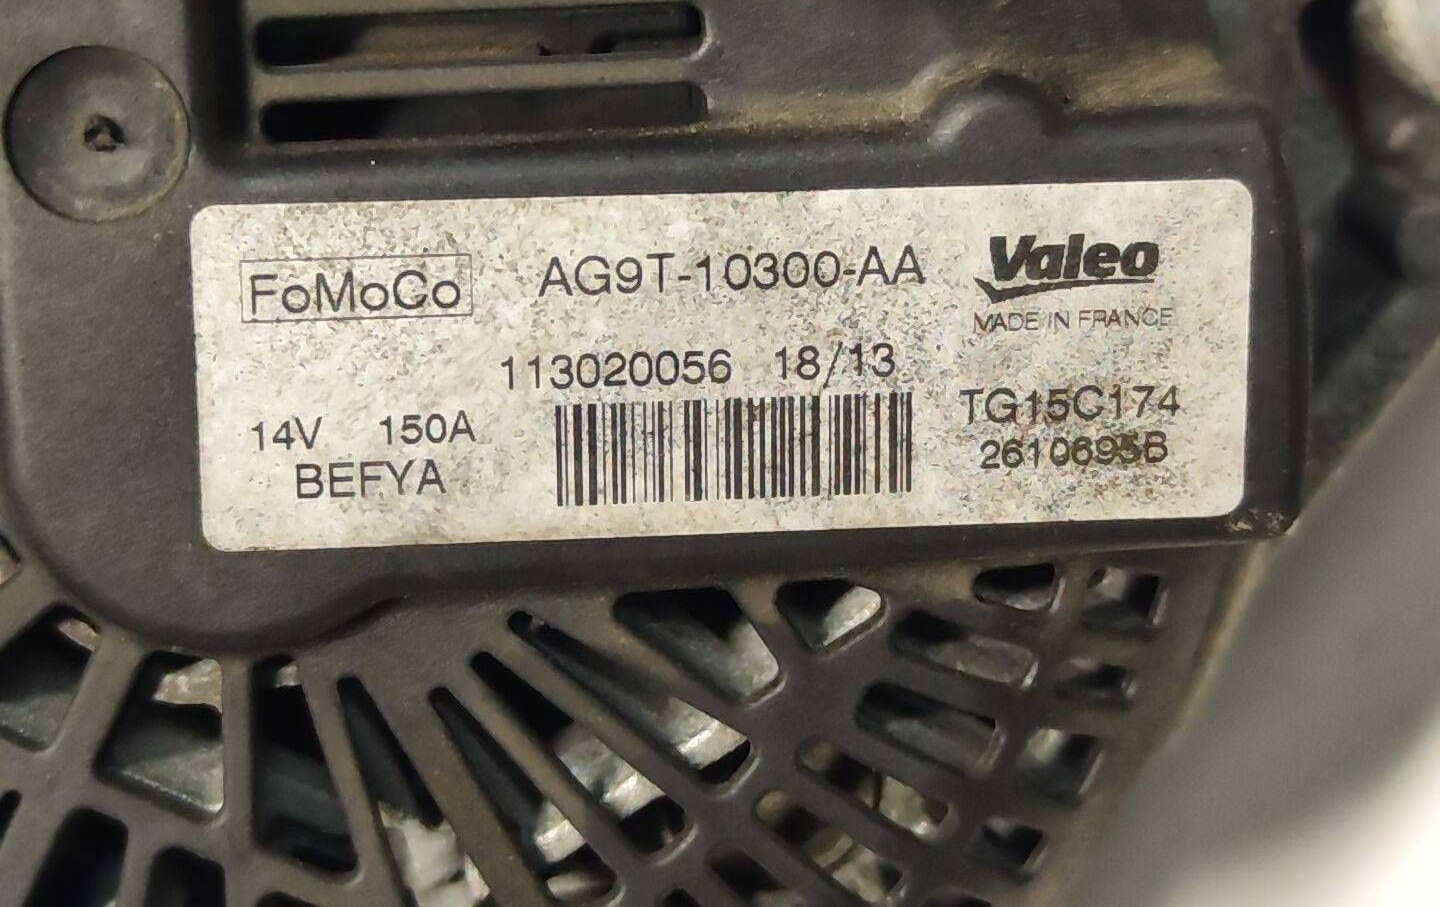 FoMoCo AG9T-10300-AA Valeo
MADE IN FRANCE
113020056 18/13
14V 150A TG15C174
BEFYA 2610695B